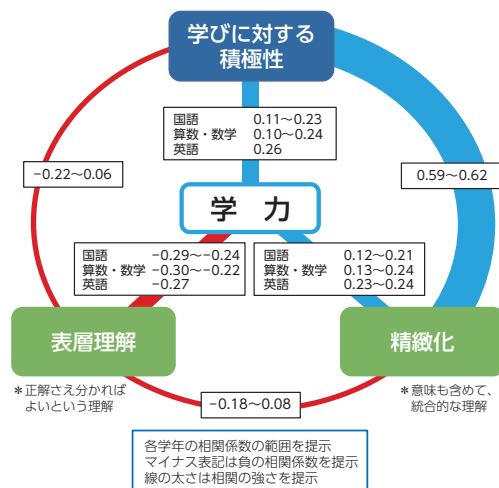 学びに対する
積極性
国語 0.11～0.23
算数・数学 0.10～0.24
英語 0.26
−0.22～0.06
0.59～0.62
学 力
国語 −0.29～−0.24
算数・数学 −0.30～−0.22
英語 −0.27
国語 0.12～0.21
算数・数学 0.13～0.24
英語 0.23～0.24
表層理解
精緻化
＊正解さえ分かれば
よいという理解
＊意味も含めて、
統合的な理解
−0.18～0.08
各学年の相関係数の範囲を提示
マイナス表記は負の相関係数を提示
線の太さは相関の強さを提示